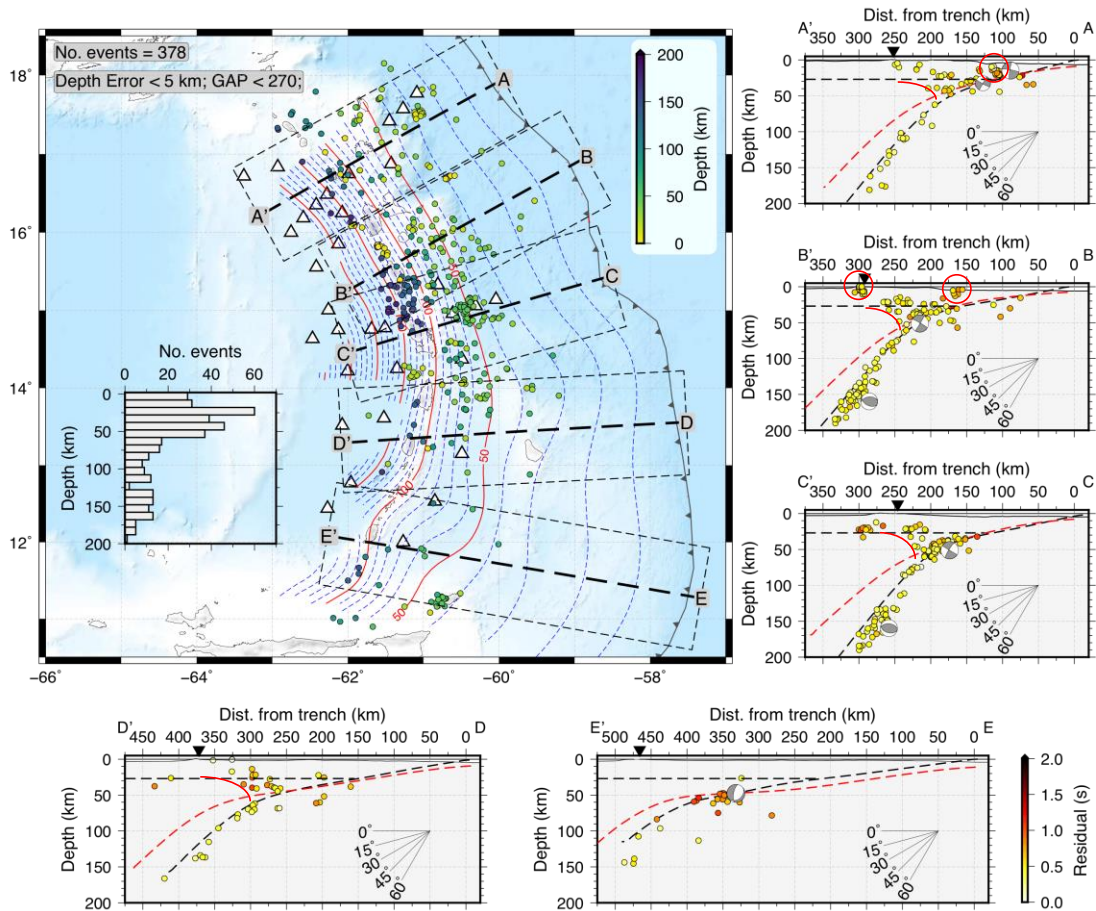 No. events = 378
Depth Error < 5 km; GAP < 270;
18˚
16˚
14˚
12˚
−66˚ −64˚ −62˚ −60˚ −58˚
A
B
C
D
E
A'
B'
C'
D'
E'
50
50
50
100
200
150
100
50
0
Depth (km)
No. events
0 20 40 60
0
50
100
150
200
Depth (km)
Dist. from trench (km)
A' A
350 300 250 200 150 100 50 0
0
50
100
150
200
Depth (km)
0˚
15˚
30˚
45˚
60˚
Dist. from trench (km)
B' B
350 300 250 200 150 100 50 0
0
50
100
150
200
Depth (km)
0˚
15˚
30˚
45˚
60˚
Dist. from trench (km)
C' C
350 300 250 200 150 100 50 0
0
50
100
150
200
Depth (km)
0˚
15˚
30˚
45˚
60˚
Dist. from trench (km)
D' D
450 400 350 300 250 200 150 100 50 0
0
50
100
150
200
Depth (km)
0˚
15˚
30˚
45˚
60˚
Dist. from trench (km)
E' E
500 450 400 350 300 250 200 150 100 50 0
0
50
100
150
200
Depth (km)
0˚
15˚
30˚
45˚
60˚
2.0
1.5
1.0
0.5
0.0
Residual (s)